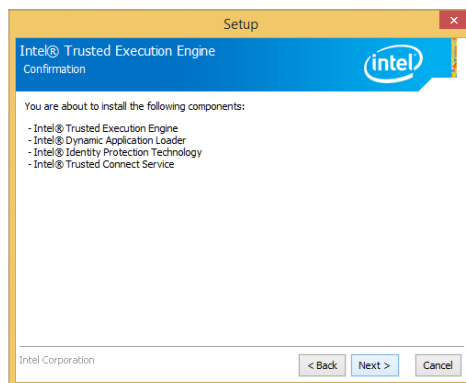 Setup
Intel® Trusted Execution Engine
Confirmation
intel
You are about to install the following components:
- Intel® Trusted Execution Engine
- Intel® Dynamic Application Loader
- Intel® Identity Protection Technology
- Intel® Trusted Connect Service
Intel Corporation
< Back
Next >
Cancel